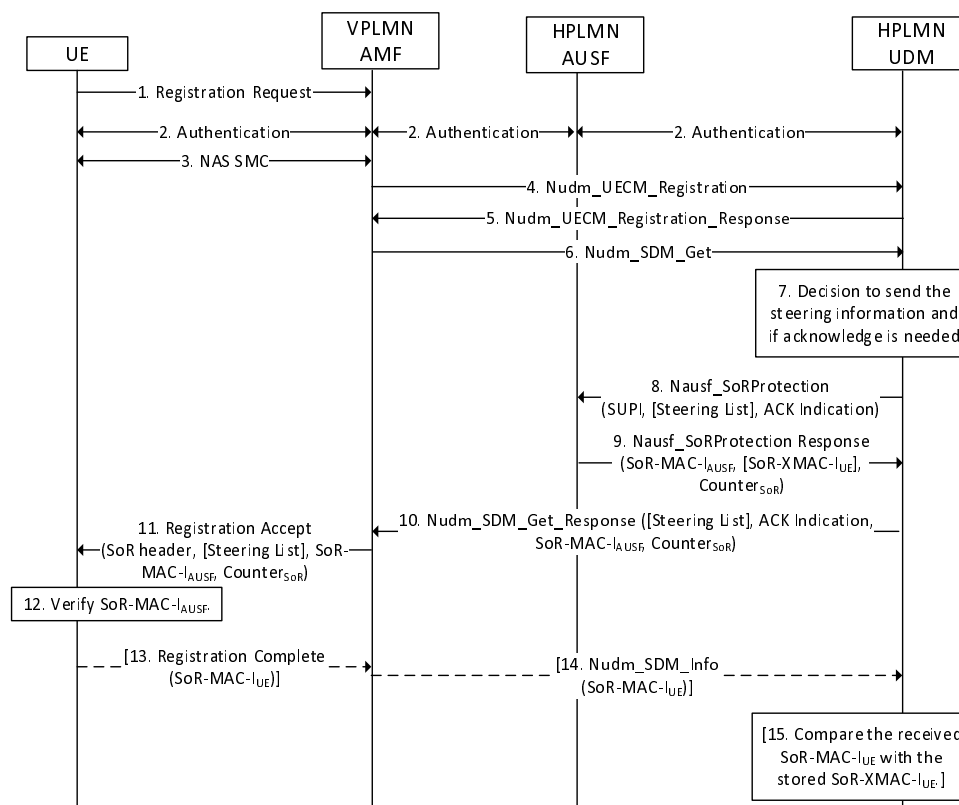 UE
VPLMN
AMF
HPLMN
AUSF
HPLMN
UDM
1. Registration Request
2. Authentication
2. Authentication
2. Authentication
3. NAS SMC
4. Nudm_UECM_Registration
5. Nudm_UECM_Registration_Response
6. Nudm_SDM_Get
7. Decision to send the
steering information and
if acknowledge is needed
8. Nausf_SoRProtection
(SUPI, [Steering List], ACK Indication)
9. Nausf_SoRProtection Response
(SoR-MAC-IAUSF, [SoR-XMAC-IUE],
CounterSoR)
10. Nudm_SDM_Get_Response ([Steering List], ACK Indication,
SoR-MAC-IAUSF, CounterSoR)
11. Registration Accept
(SoR header, [Steering List], SoR-
MAC-IAUSF, CounterSoR)
12. Verify SoR-MAC-IAUSF.
[13. Registration Complete
(SoR-MAC-IUE)]
[14. Nudm_SDM_Info
(SoR-MAC-IUE)]
[15. Compare the received
SoR-MAC-IUE with the
stored SoR-XMAC-IUE.]